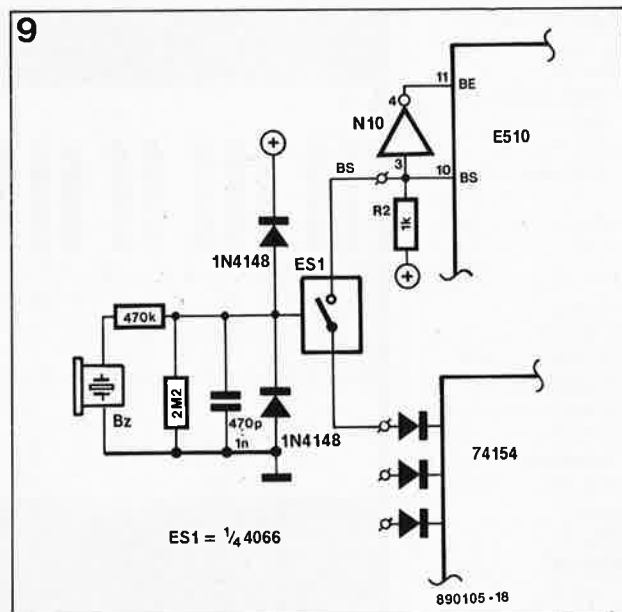 9
11
BE
4
N10
E510
3
BS
10
BS
R2
1k
1N4148
ES1
470k
Bz
2M2
470p
1n
1N4148
74154
ES1 = 1/4 4066
890105 - 18